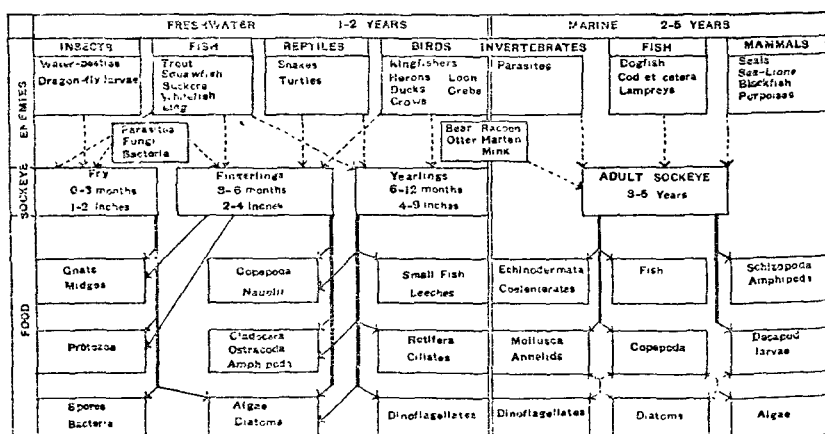 FRESHWATER 1-2 YEARS MARINE 2-5 YEARS
INSECTS FISH REPTILES BIRDS INVERTEBRATES FISH MAMMALS
Water-beetles
Dragon-fly larvae
Trout
Squawfish
Suckers
Whitefish
Ling
Snakes
Turtles
Kingfishers
Herons Loon
Ducks Grebe
Crows
Parasites
Dogfish
Cod et cetera
Lampreys
Seals
Sea-Lions
Blackfish
Porpoises
ENEMIES
Parasites
Fungi
Bacteria
Bear Racoon
Otter Marten
Mink
SOCKEYE
Fry
0-3 months
1-2 inches
Fingerlings
3-6 months
2-4 inches
Yearlings
6-12 months
4-9 inches
ADULT SOCKEYE
3-5 Years
FOOD
Gnats
Midges
Copepoda
Nauplii
Small Fish
Leeches
Echinodermata
Coelenterates
Fish
Schizopoda
Amphipods
Protozoa
Cladocera
Ostracoda
Amphipods
Rotifera
Ciliates
Mollusca
Annelids
Copepoda
Decapod
larvae
Spores
Bacteria
Algae
Diatoms
Dinoflagellates
Dinoflagellates
Diatoms
Algae